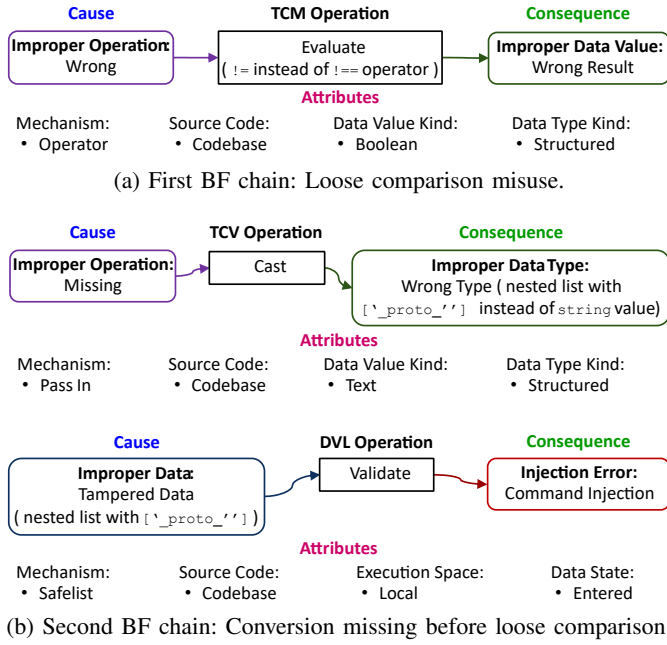 Cause TCM Operation Consequence
Improper Operation: Evaluate Improper Data Value:
Wrong ( != instead of !== operator ) Wrong Result
Attributes
Mechanism: Source Code: Data Value Kind: Data Type Kind:
• Operator • Codebase • Boolean • Structured
(a) First BF chain: Loose comparison misuse.
Cause TCV Operation Consequence
Improper Operation: Cast Improper Data Type:
Missing Wrong Type ( nested list with
[‘_proto_’'] instead of string value)
Attributes
Mechanism: Source Code: Data Value Kind: Data Type Kind:
• Pass In • Codebase • Text • Structured
Cause DVL Operation Consequence
Improper Data: Validate Injection Error:
Tampered Data Command Injection
( nested list with [‘_proto_’'] )
Attributes
Mechanism: Source Code: Execution Space: Data State:
• Safelist • Codebase • Local • Entered
(b) Second BF chain: Conversion missing before loose comparison